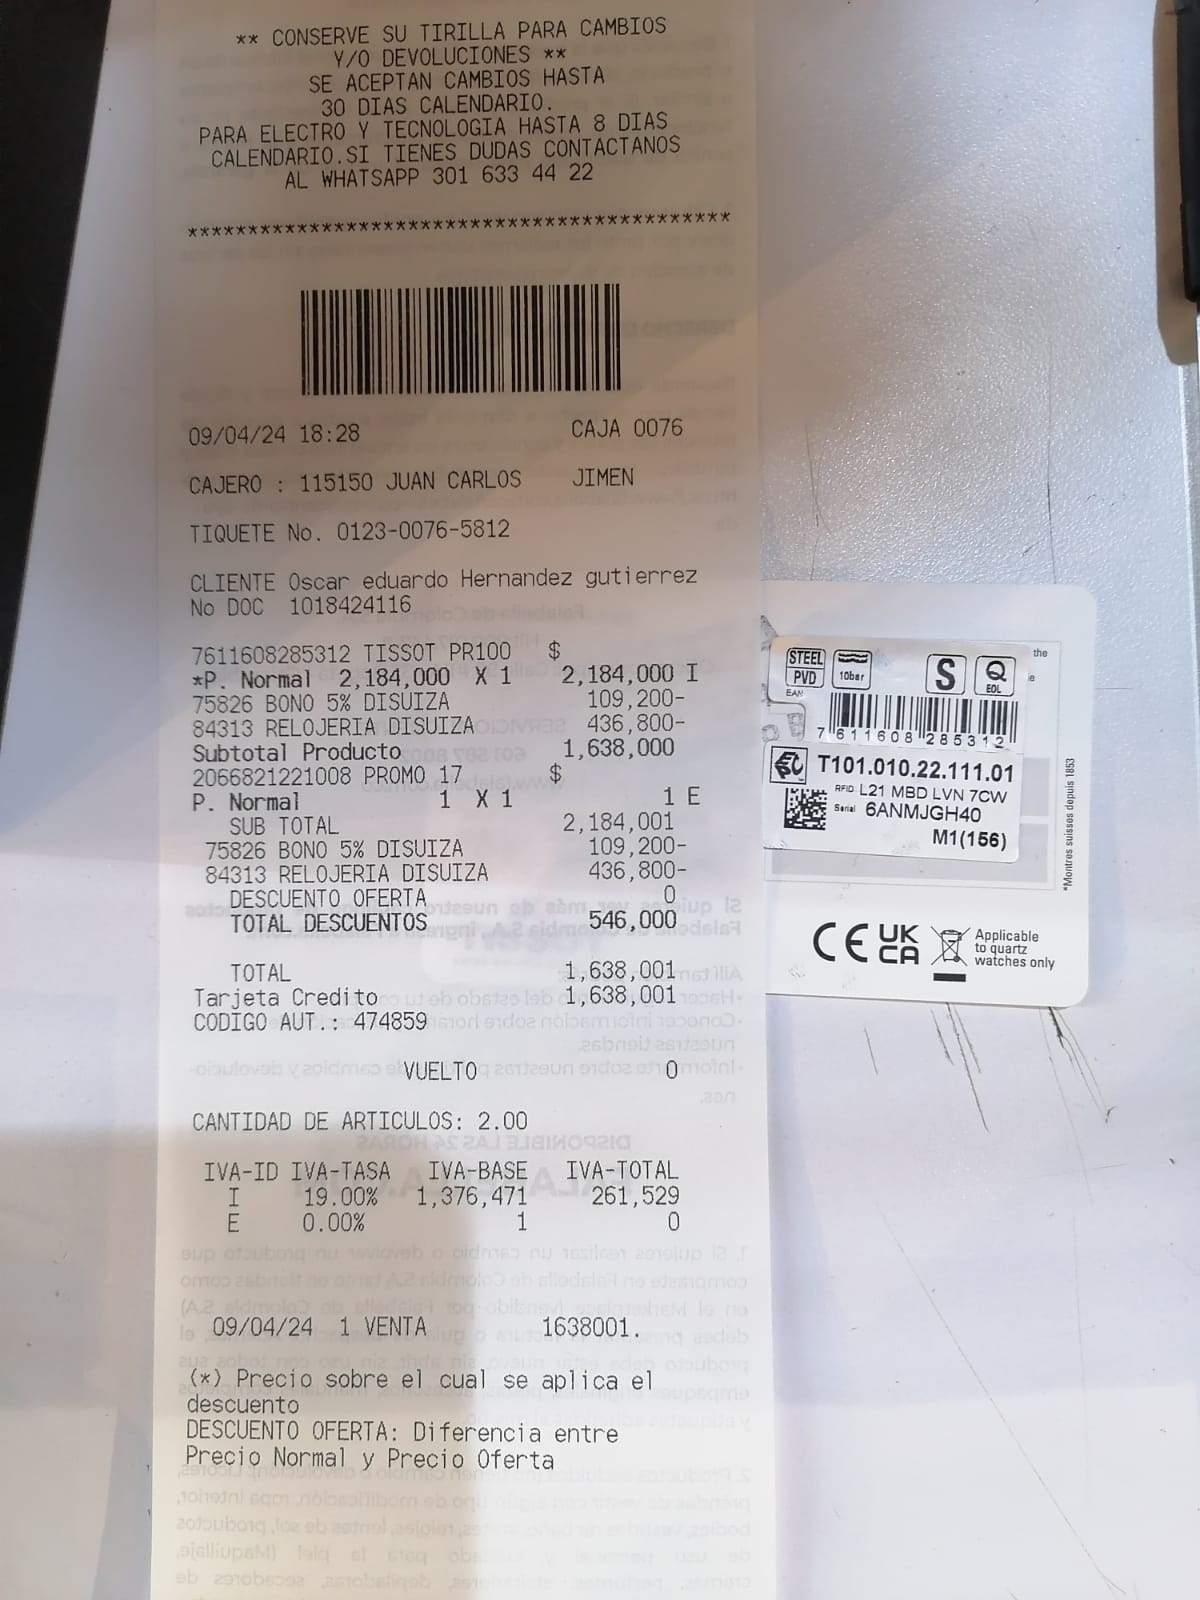 ** CONSERVE SU TIRILLA PARA CAMBIOS
Y/O DEVOLUCIONES **
SE ACEPTAN CAMBIOS HASTA
30 DIAS CALENDARIO.
PARA ELECTRO Y TECNOLOGIA HASTA 8 DIAS
CALENDARIO.SI TIENES DUDAS CONTACTANOS
AL WHATSAPP 301 633 44 22
********************************************
09/04/24 18:28 CAJA 0076
CAJERO : 115150 JUAN CARLOS JIMEN
TIQUETE No. 0123-0076-5812
CLIENTE Oscar eduardo Hernandez gutierrez
No DOC 1018424116
7611608285312 TISSOT PR100 $
*P. Normal 2,184,000 X 1 2,184,000 I
75826 BONO 5% DISUIZA 109,200-
84313 RELOJERIA DISUIZA 436,800-
Subtotal Producto 1,638,000
2066821221008 PROMO 17 $
P. Normal 1 X 1 1 E
SUB TOTAL 2,184,001
75826 BONO 5% DISUIZA 109,200-
84313 RELOJERIA DISUIZA 436,800-
DESCUENTO OFERTA 0
TOTAL DESCUENTOS 546,000
TOTAL 1,638,001
Tarjeta Credito 1,638,001
CODIGO AUT.: 474859
VUELTO 0
CANTIDAD DE ARTICULOS: 2.00
IVA-ID IVA-TASA IVA-BASE IVA-TOTAL
I 19.00% 1,376,471 261,529
E 0.00% 1 0
09/04/24 1 VENTA 1638001.
(*) Precio sobre el cual se aplica el
descuento
DESCUENTO OFERTA: Diferencia entre
Precio Normal y Precio Oferta
STEEL
PVD
10bar
S
Q
EOL
the
EAN
7 611608 285312
T101.010.22.111.01
RFID L21 MBD LVN 7CW
Serial 6ANMJGH40
M1(156)
*Montres suisses depuis 1853
CE
UK
CA
Applicable
to quartz
watches only